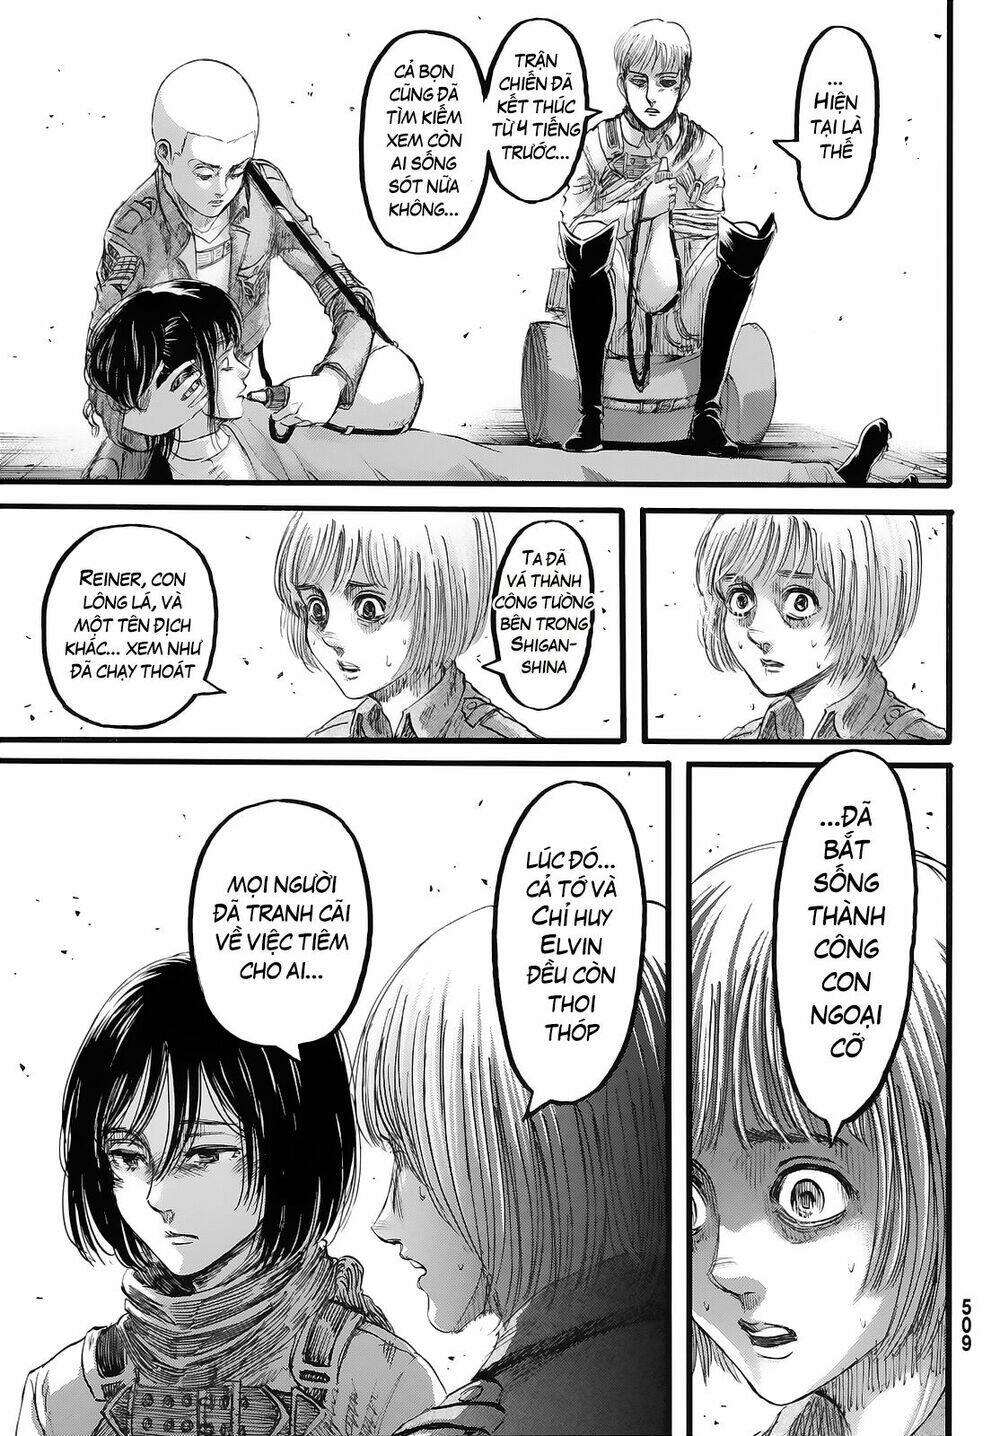 ...
HIỆN
TẠI LÀ
THẾ
TRẬN
CHIẾN ĐÃ
KẾT THÚC
TỪ 4 TIẾNG
TRƯỚC...
CẢ BỌN
CŨNG ĐÃ
TÌM KIẾM
XEM CÒN
AI SỐNG
SÓT NỮA
KHÔNG...
TA ĐÃ
VÁ THÀNH
CÔNG TƯỜNG
BÊN TRONG
SHIGAN-
SHINA
REINER, CON
LÔNG LÁ, VÀ
MỘT TÊN ĐỊCH
KHÁC... XEM NHƯ
ĐÃ CHẠY THOÁT
...ĐÃ
BẮT
SỐNG
THÀNH
CÔNG
CON
NGOẠI
CỠ
LÚC ĐÓ...
CẢ TỚ VÀ
CHỈ HUY
ELVIN
ĐỀU CÒN
THOI
THÓP
MỌI NGƯỜI
ĐÃ TRANH CÃI
VỀ VIỆC TIÊM
CHO AI...
509